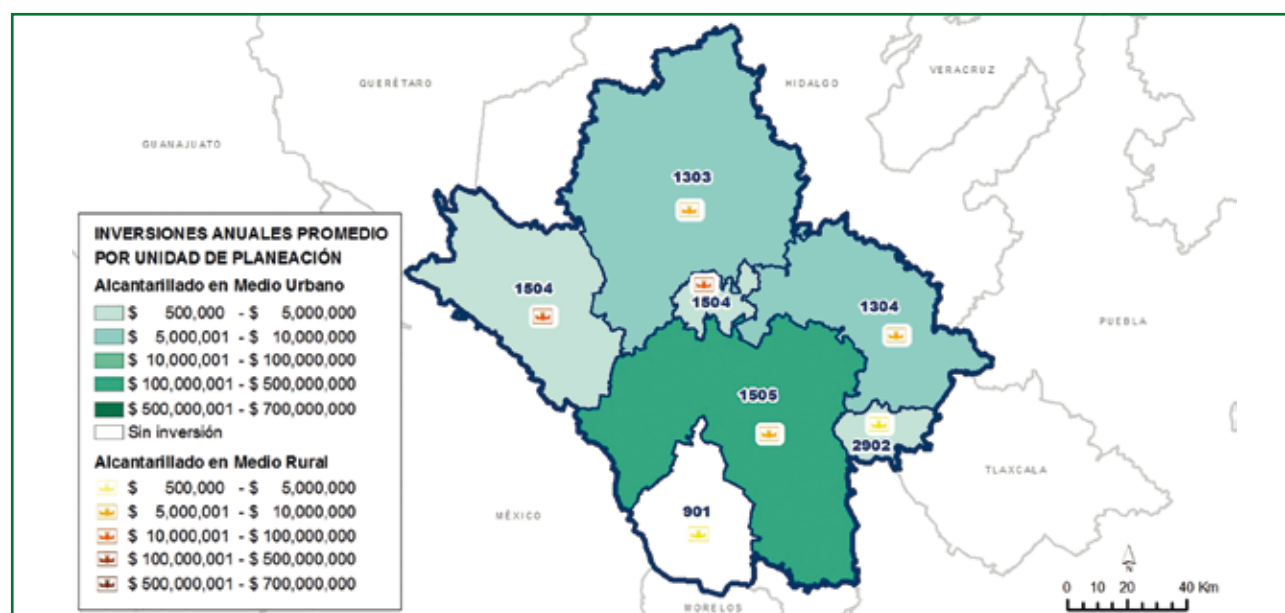 QUERÉTARO
HIDALGO
VERACRUZ
GUANAJUATO
PUEBLA
TLAXCALA
MÉXICO
MORELOS
1303
1504
1504
1304
1505
2902
901
INVERSIONES ANUALES PROMEDIO
POR UNIDAD DE PLANEACIÓN
Alcantarillado en Medio Urbano
$ 500,000 - $ 5,000,000
$ 5,000,001 - $ 10,000,000
$ 10,000,001 - $ 100,000,000
$ 100,000,001 - $ 500,000,000
$ 500,000,001 - $ 700,000,000
Sin inversión
Alcantarillado en Medio Rural
$ 500,000 - $ 5,000,000
$ 5,000,001 - $ 10,000,000
$ 10,000,001 - $ 100,000,000
$ 100,000,001 - $ 500,000,000
$ 500,000,001 - $ 700,000,000
N
0 10 20 40 Km